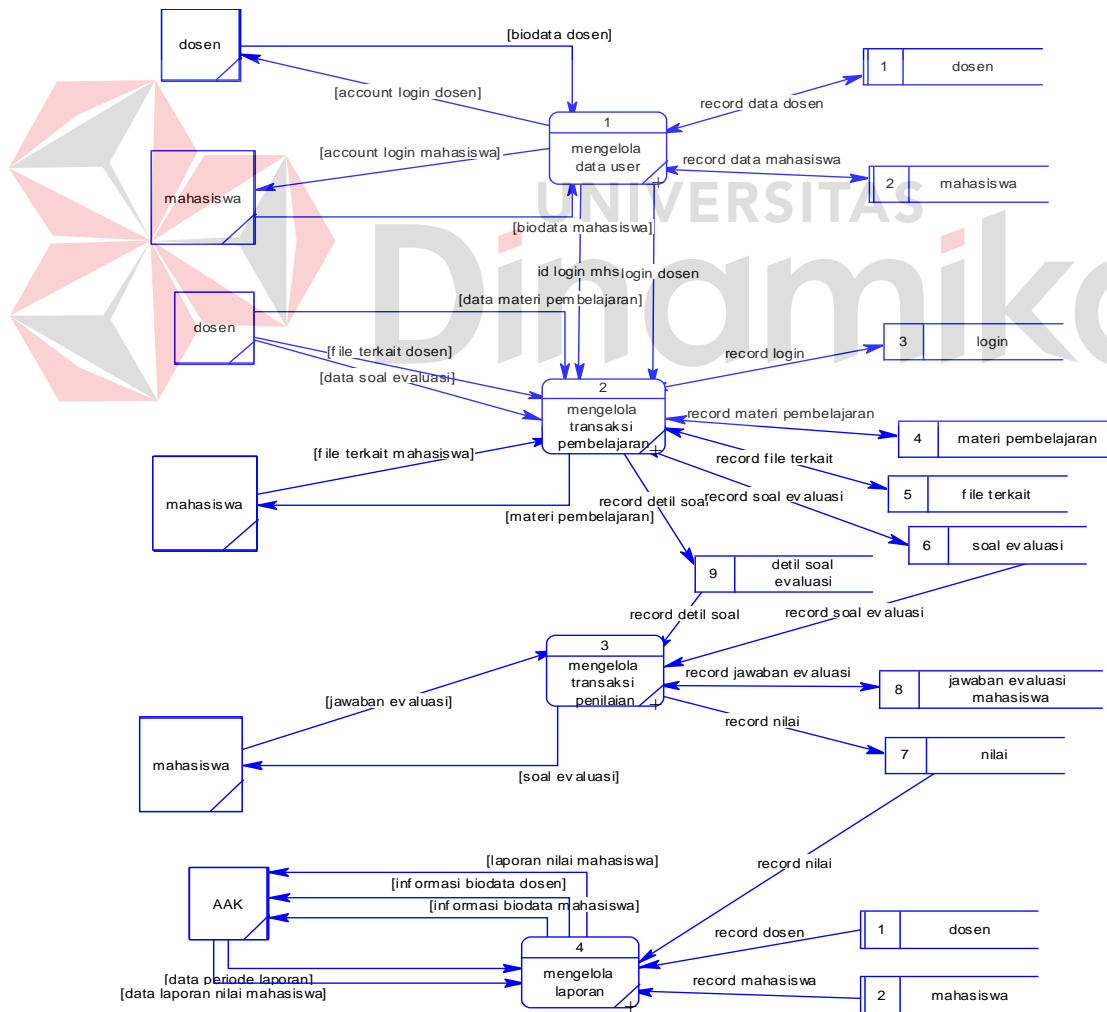 dosen
[biodata dosen]
1
dosen
[account login dosen]
record data dosen
1
mengelola
data user
[account login mahasiswa]
record data mahasiswa
2
mahasiswa
mahasiswa
UNIVERSITAS
Dinamika
[biodata mahasiswa]
id login mhs
login dosen
[data materi pembelajaran]
dosen
[file terkait dosen]
[data soal evaluasi]
record login
3
login
2
mengelola
transaksi
pembelajaran
record materi pembelajaran
4
materi pembelajaran
[file terkait mahasiswa]
record file terkait
mahasiswa
5
file terkait
record detil soal
record soal evaluasi
[materi pembelajaran]
6
soal evaluasi
9
detil soal
evaluasi
record detil soal
record soal evaluasi
3
mengelola
transaksi
penilaian
record jawaban evaluasi
8
jawaban evaluasi
mahasiswa
[jawaban evaluasi]
record nilai
7
nilai
mahasiswa
[soal evaluasi]
[laporan nilai mahasiswa]
record nilai
[informasi biodata dosen]
AAK
[informasi biodata mahasiswa]
record dosen
1
dosen
4
mengelola
laporan
[data periode laporan]
record mahasiswa
[data laporan nilai mahasiswa]
2
mahasiswa